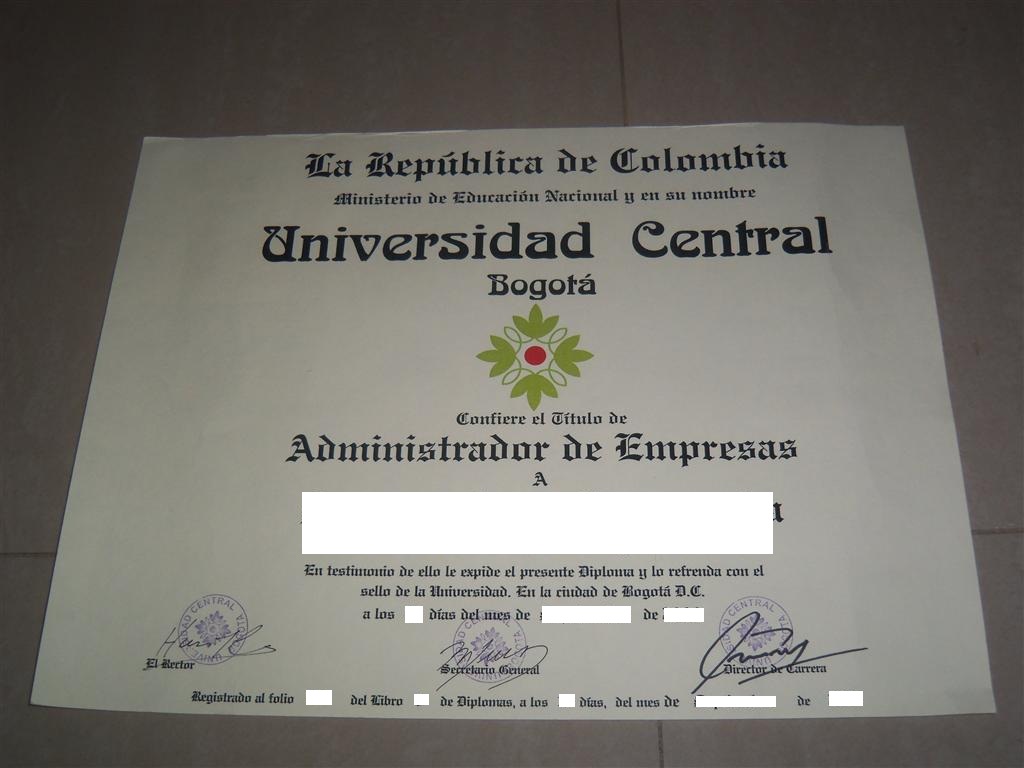 La República de Colombia
Ministerio de Educación Nacional y en su nombre
Universidad Central
Bogotá
Confiere el Título de
Administrador de Empresas
A
En testimonio de ello le expide el presente Diploma y lo refrenda con el
sello de la Universidad. En la ciudad de Bogotá D.C.
a los días del mes de de
El Rector
Secretario General
Director de Carrera
Registrado al folio del Libro de Diplomas, a los días, del mes de de